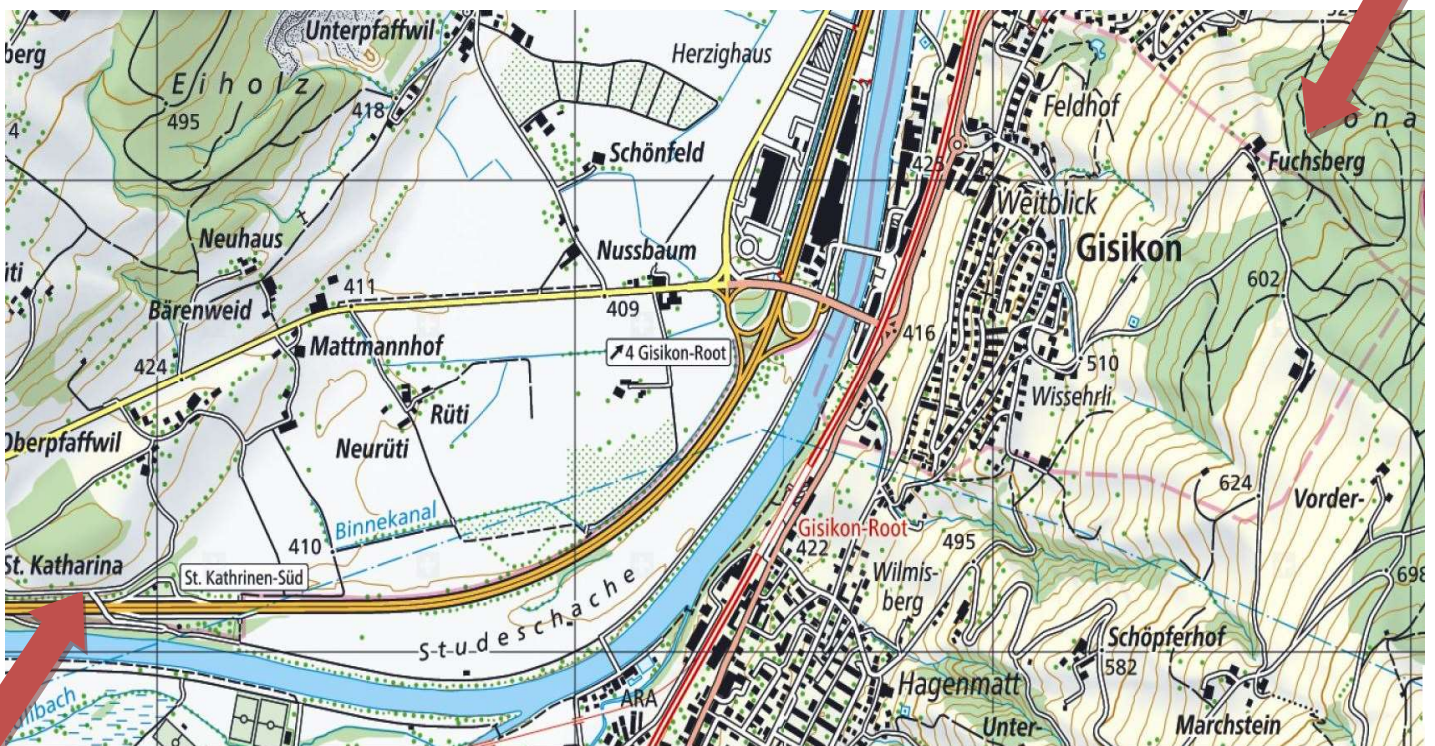 Unterpfaffwil
Herzighaus
berg
Eiholz
Feldhof
418
495
4
Schönfeld
425
Fuchsberg
Weitblick
Neuhaus
Nussbaum
Gisikon
411
602
Bärenweid
409
416
Mattmannhof
4 Gisikon-Root
424
510
Wissehrli
Rüti
Oberpfaffwil
Neurüti
624
Vorder-
Binnekanal
Gisikon-Root
410
422
495
St. Katharina
St. Kathrinen-Süd
Wilmis-
berg
698
Studeschache
Schöpferhof
582
ARA
Hagenmatt
Unter-
Marchstein